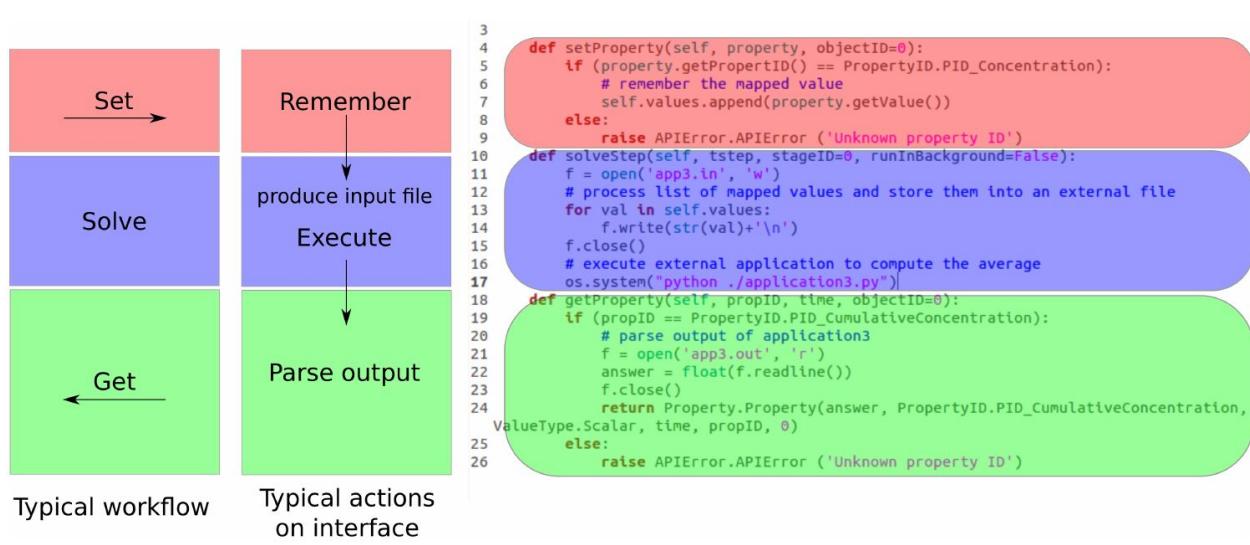 Set
Solve
Get
Typical workflow
Remember
produce input file
Execute
Parse output
Typical actions
on interface
3
4 def setProperty(self, property, objectID=0):
5 if (property.getPropertID() == PropertyID.PID_Concentration):
6 # remember the mapped value
7 self.values.append(property.getValue())
8 else:
9 raise APIError.APIError ('Unknown property ID')
10 def solveStep(self, tstep, stageID=0, runInBackground=False):
11 f = open('app3.in', 'w')
12 # process list of mapped values and store them into an external file
13 for val in self.values:
14 f.write(str(val)+'\n')
15 f.close()
16 # execute external application to compute the average
17 os.system("python ./application3.py")
18 def getProperty(self, propID, time, objectID=0):
19 if (propID == PropertyID.PID_CumulativeConcentration):
20 # parse output of application3
21 f = open('app3.out', 'r')
22 answer = float(f.readline())
23 f.close()
24 return Property.Property(answer, PropertyID.PID_CumulativeConcentration,
ValueType.Scalar, time, propID, 0)
25 else:
26 raise APIError.APIError ('Unknown property ID')